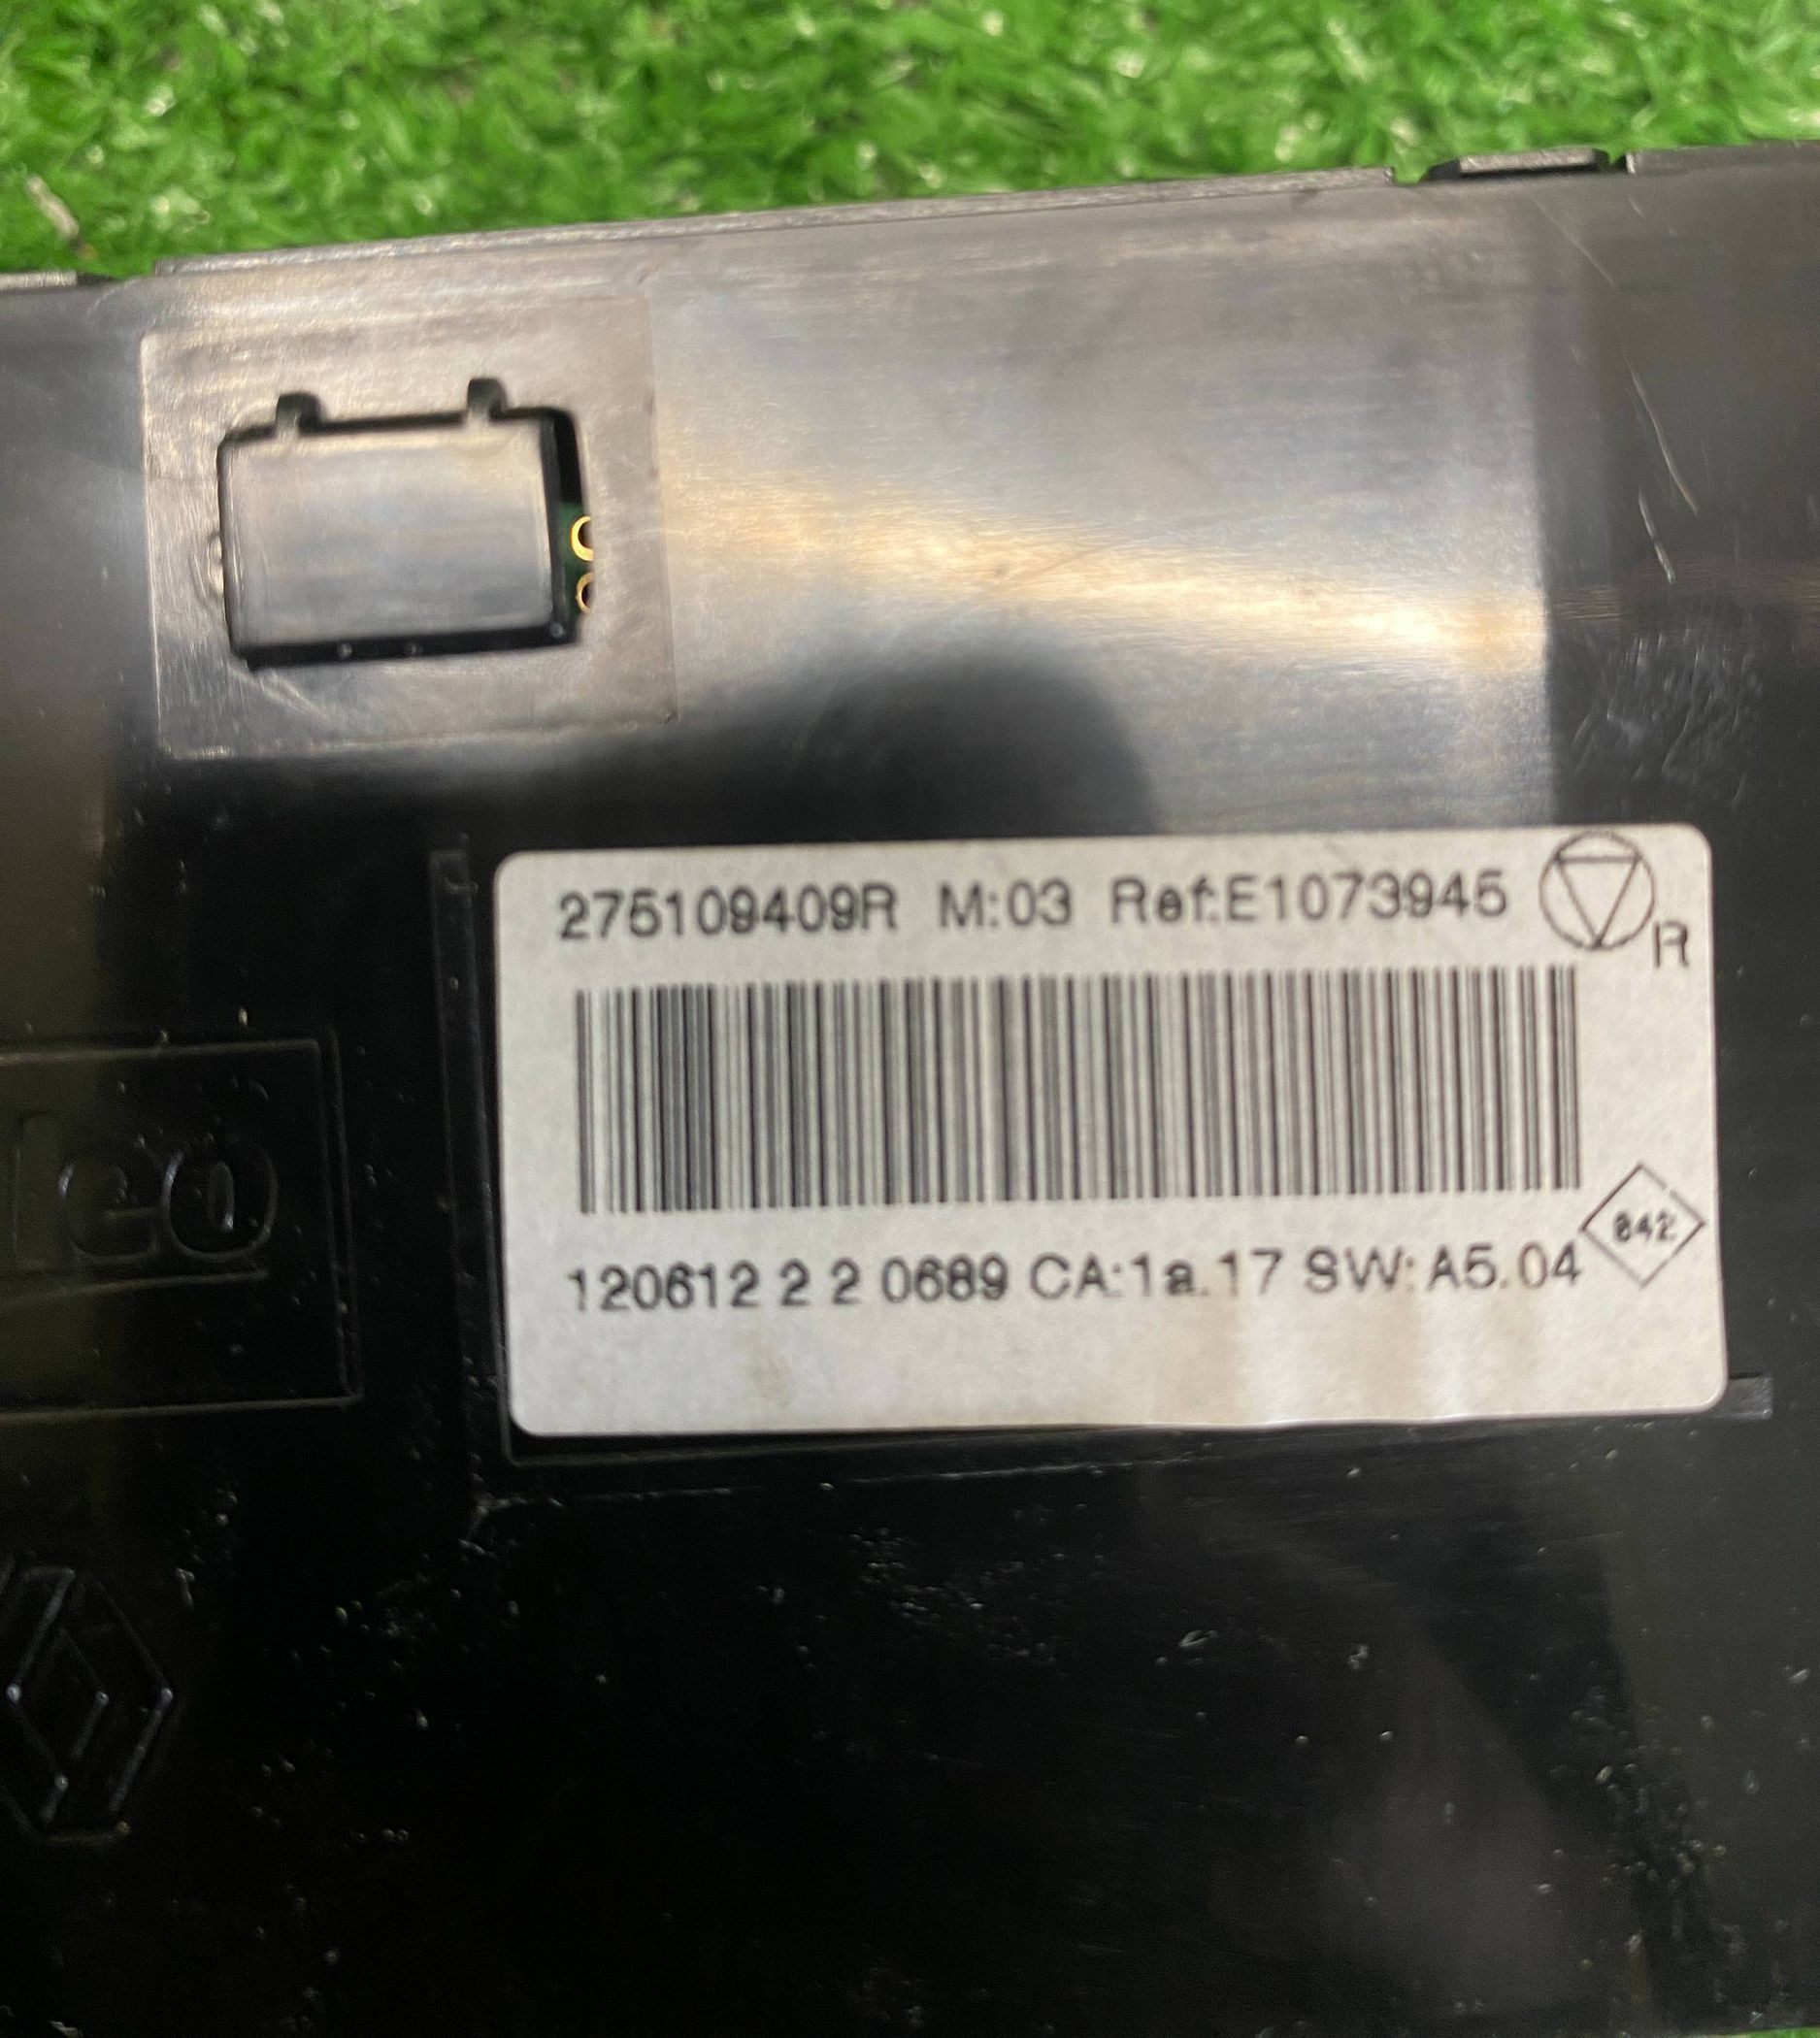 275109409R M:03 Ref:E1073945
R
842
120612 2 2 0689 CA:1a.17 SW: A5.04